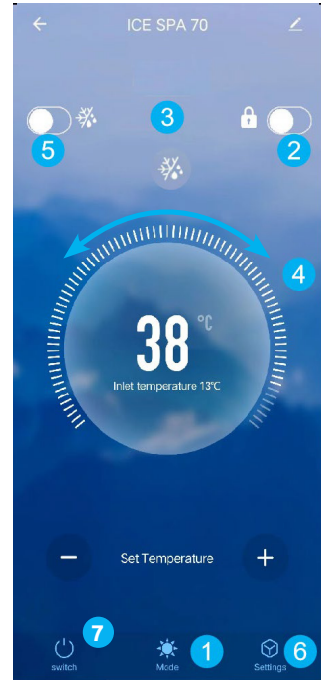 ICE SPA 70
3
5
2
4
38 °C
Inlet temperature 13°C
− Set Temperature +
7
1
6
switch Mode Settings